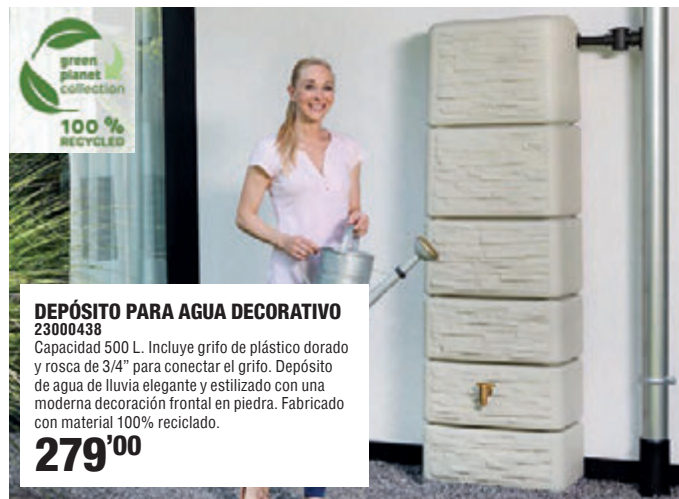 green
planet
collection
100 %
RECYCLED
DEPÓSITO PARA AGUA DECORATIVO
23000438
Capacidad 500 L. Incluye grifo de plástico dorado
y rosca de 3/4” para conectar el grifo. Depósito
de agua de lluvia elegante y estilizado con una
moderna decoración frontal en piedra. Fabricado
con material 100% reciclado.
279’00